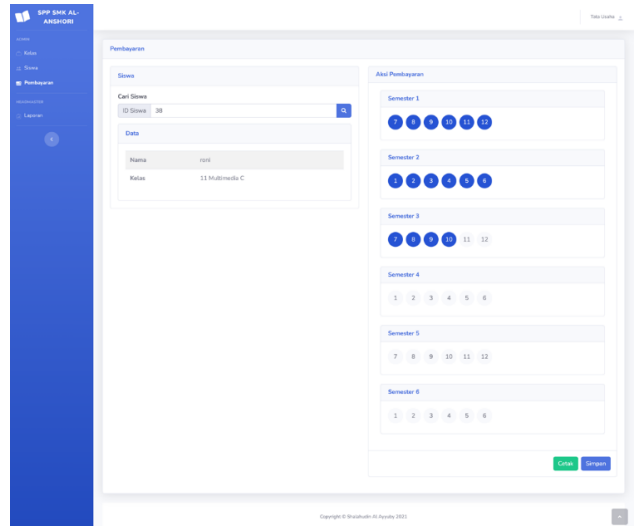 SPP SMK AL-
ANSHORI
Tata Usaha
ADMIN
Kelas
Siswa
Pembayaran
Laporan
Pembayaran
Siswa
Cari Siswa
ID Siswa 38
Data
Nama
Kelas 11 Multimedia C
Aksi Pembayaran
Semester 1
7 8 9 10 11 12
Semester 2
1 2 3 4 5 6
Semester 3
7 8 9 10 11 12
Semester 4
1 2 3 4 5 6
Semester 5
7 8 9 10 11 12
Semester 6
1 2 3 4 5 6
Cetak Simpan
Copyright © Shalahudin Al Ayyuby 2021